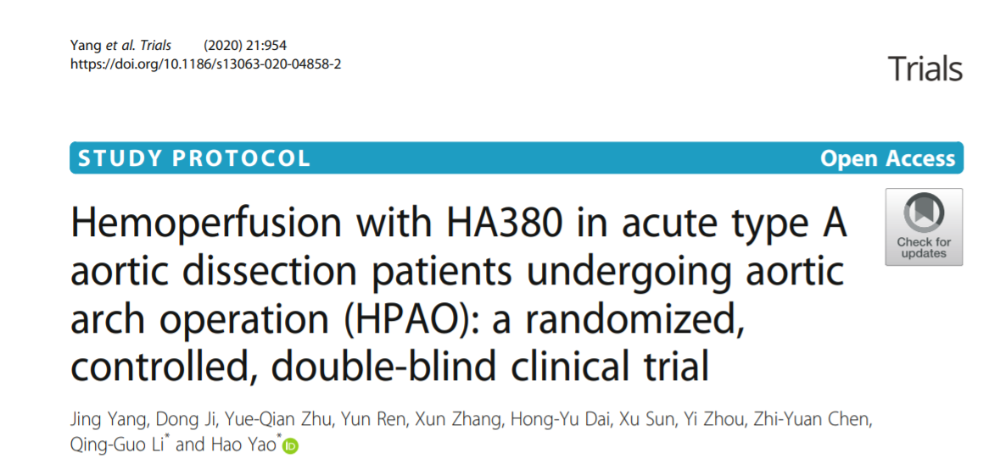 Yang et al. Trials (2020) 21:954
https://doi.org/10.1186/s13063-020-04858-2
Trials
STUDY PROTOCOL
Open Access
Hemoperfusion with HA380 in acute type A
aortic dissection patients undergoing aortic
arch operation (HPAO): a randomized,
controlled, double-blind clinical trial
Check for
updates
Jing Yang, Dong Ji, Yue-Qian Zhu, Yun Ren, Xun Zhang, Hong-Yu Dai, Xu Sun, Yi Zhou, Zhi-Yuan Chen,
Qing-Guo Li* and Hao Yao* iD